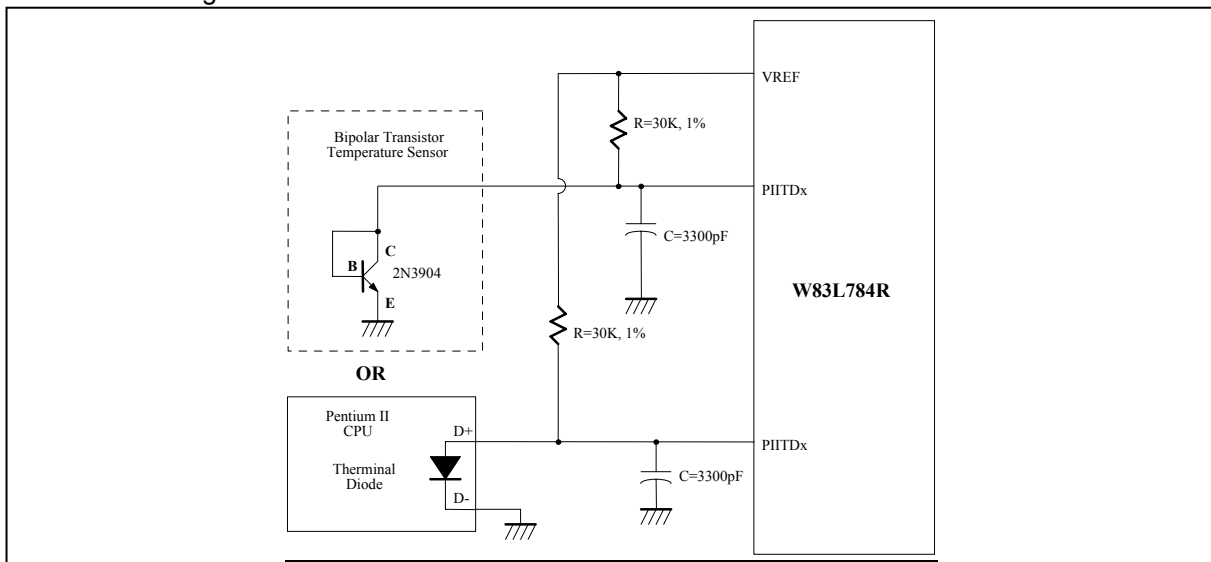 VREF
R=30K, 1%
Bipolar Transistor
Temperature Sensor
PIITDx
C=3300pF
C
B
2N3904
E
W83L784R
R=30K, 1%
OR
Pentium II
CPU
D+
PIITDx
Therminal
Diode
C=3300pF
D-